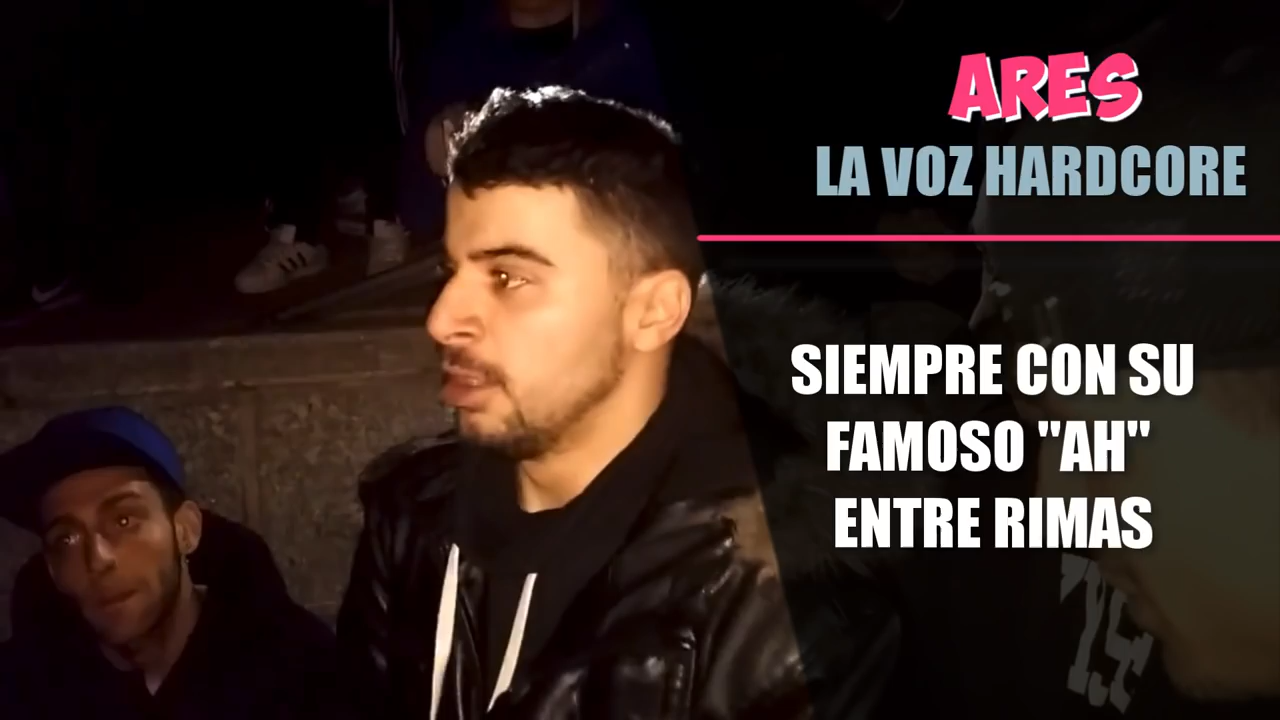 ARES
LA VOZ HARDCORE
SIEMPRE CON SU
FAMOSO "AH"
ENTRE RIMAS